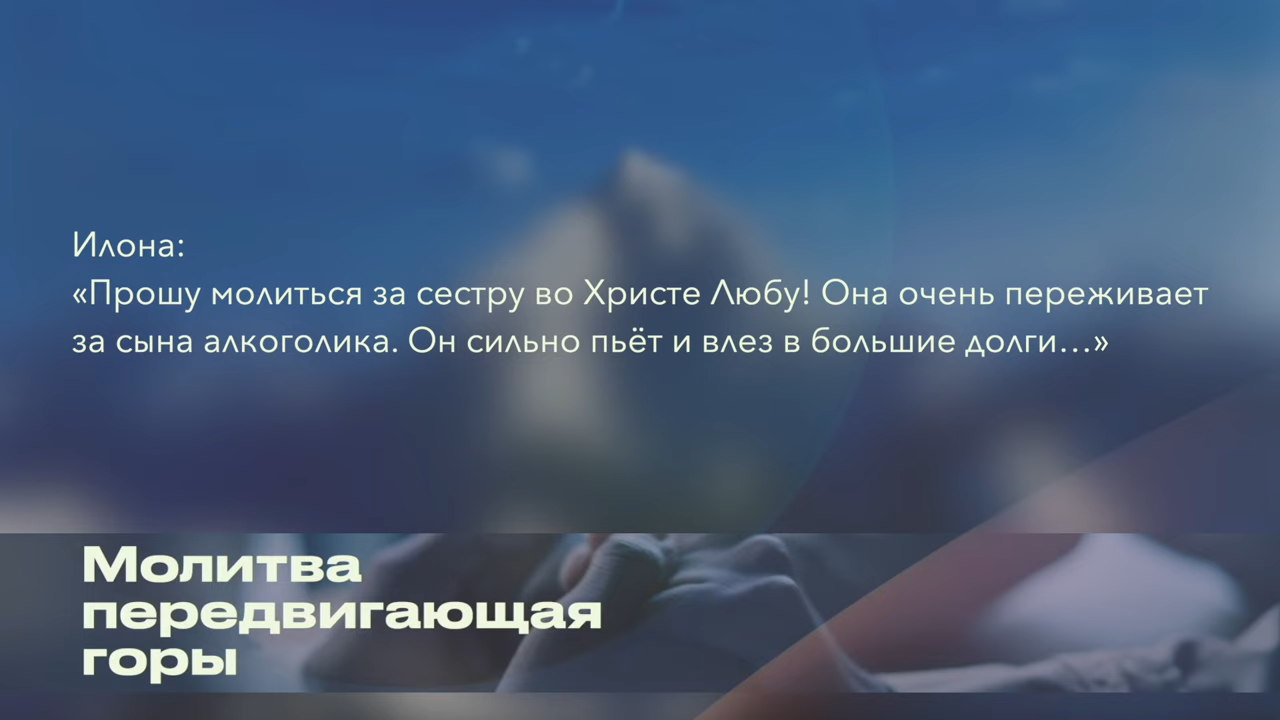 Илона:
«Прошу молиться за сестру во Христе Любу! Она очень переживает
за сына алкоголика. Он сильно пьёт и влез в большие долги...»
Молитва
передвигающая
горы